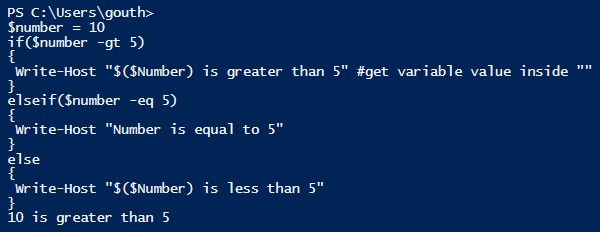 PS C:\Users\gouth>
$number = 10
if($number -gt 5)
{
 Write-Host "$($Number) is greater than 5" #get variable value inside ""
}
elseif($number -eq 5)
{
 Write-Host "Number is equal to 5"
}
else
{
 Write-Host "$($Number) is less than 5"
}
10 is greater than 5